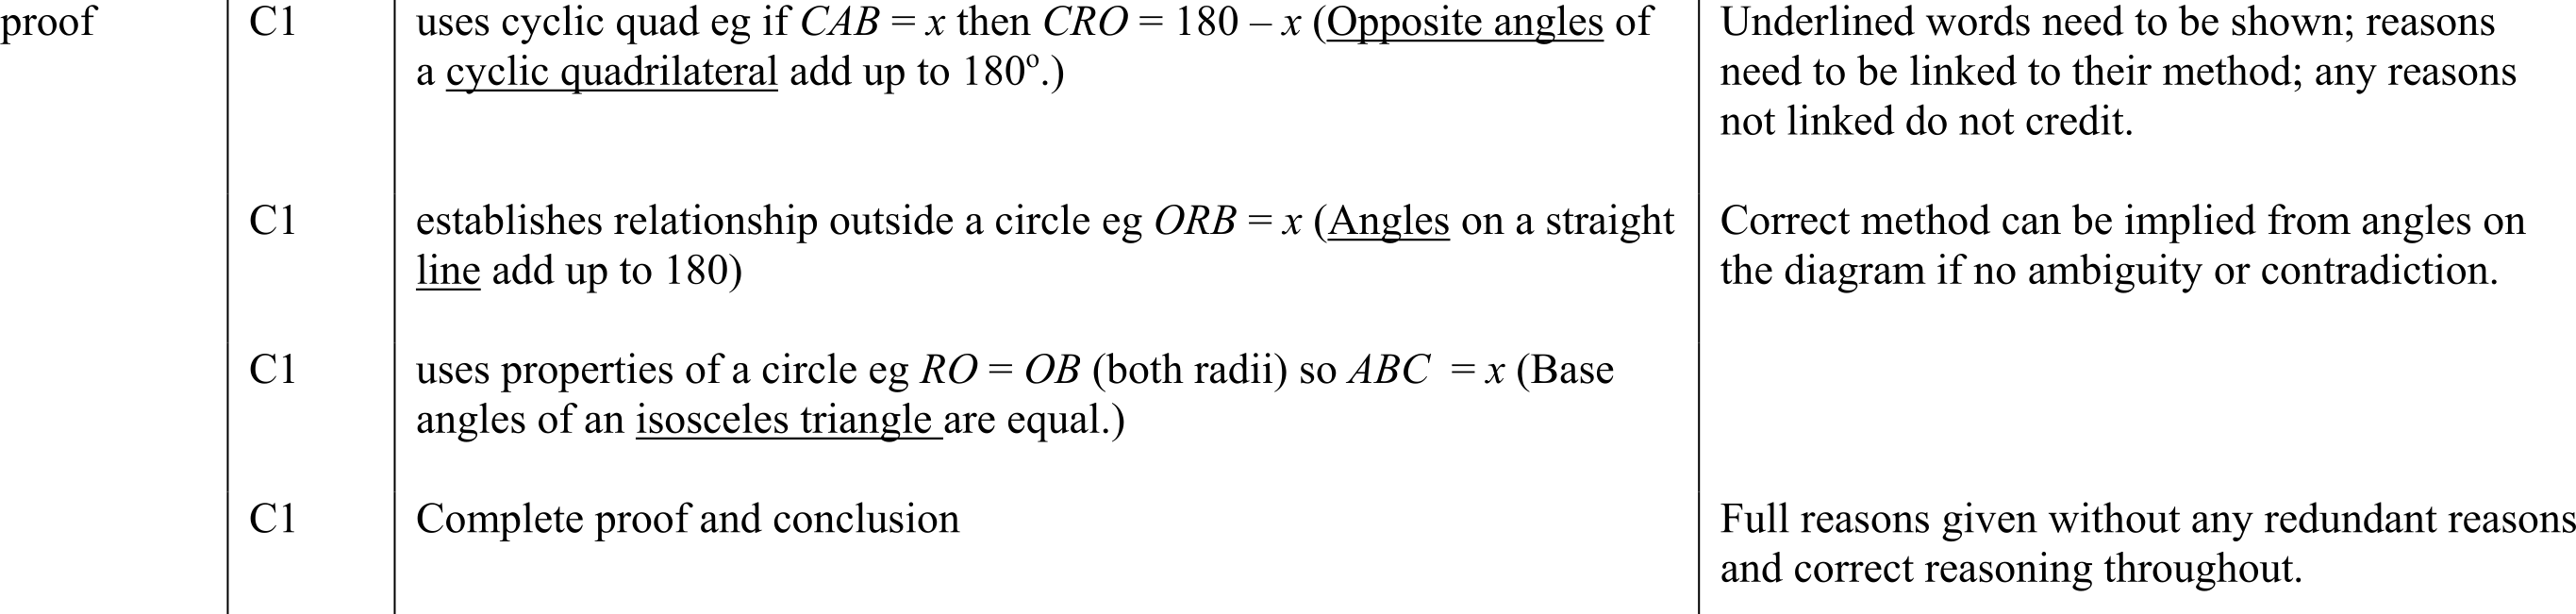 proof
C1
uses cyclic quad eg if CAB = x then CRO = 180 – x (Opposite angles of
a cyclic quadrilateral add up to 180º.)
Underlined words need to be shown; reasons
need to be linked to their method; any reasons
not linked do not credit.
C1
establishes relationship outside a circle eg ORB = x (Angles on a straight
line add up to 180)
Correct method can be implied from angles on
the diagram if no ambiguity or contradiction.
C1
uses properties of a circle eg RO = OB (both radii) so ABC = x (Base
angles of an isosceles triangle are equal.)
C1
Complete proof and conclusion
Full reasons given without any redundant reasons
and correct reasoning throughout.